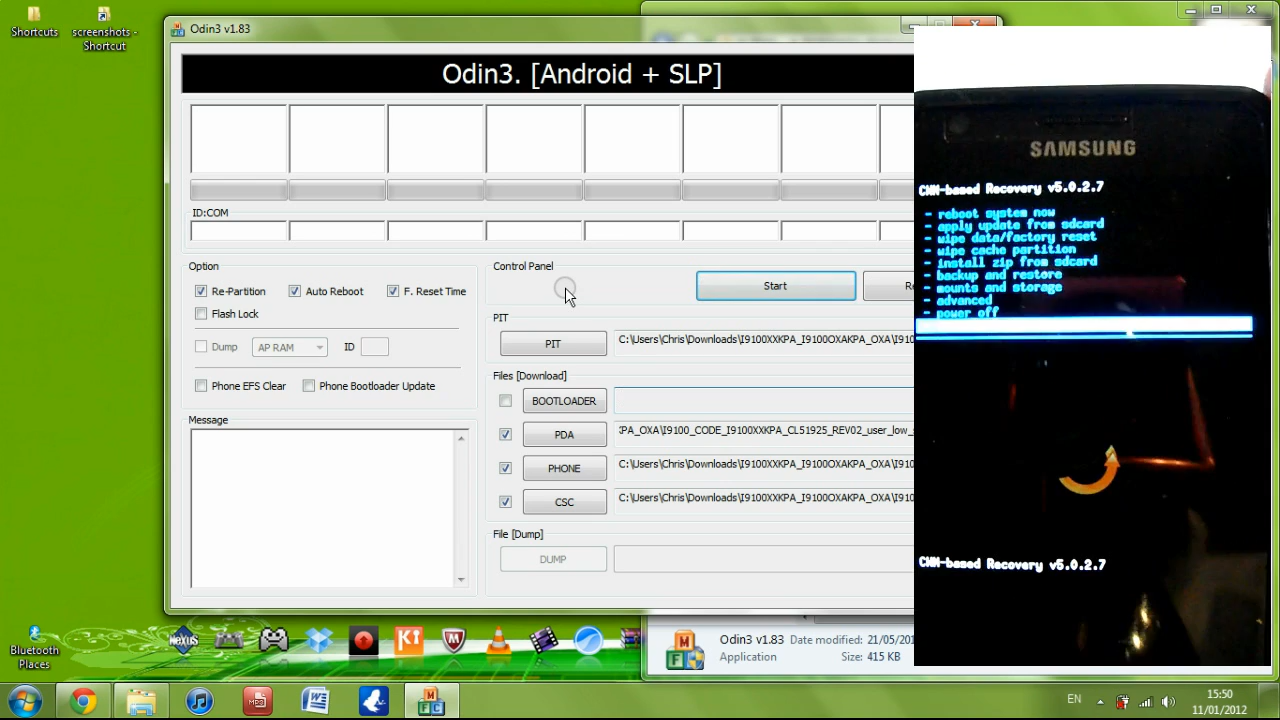 Shortcuts
screenshots - Shortcut
Odin3 v1.83
Odin3. [Android + SLP]
ID:COM
Option
Re-Partition
Auto Reboot
F. Reset Time
Flash Lock
Dump
AP RAM
ID
Phone EFS Clear
Phone Bootloader Update
Message
Control Panel
Start
Re
PIT
PIT
C:\Users\Chris\Downloads\I9100XXKPA_I9100OXAKPA_OXA\I910
Files [Download]
BOOTLOADER
PDA
:PA_OXA\I9100_CODE_I9100XXKPA_CL51925_REV02_user_low_
PHONE
C:\Users\Chris\Downloads\I9100XXKPA_I9100OXAKPA_OXA\I910
CSC
C:\Users\Chris\Downloads\I9100XXKPA_I9100OXAKPA_OXA\I910
File [Dump]
DUMP
SAMSUNG
CWM-based Recovery v5.0.2.7
- reboot system now
- apply update from sdcard
- wipe data/factory reset
- wipe cache partition
- install zip from sdcard
- backup and restore
- mounts and storage
- advanced
- power off
CWM-based Recovery v5.0.2.7
Odin3 v1.83 Date modified: 21/05/201
Application Size: 415 KB
Bluetooth Places
NEXUS
EN
15:50
11/01/2012